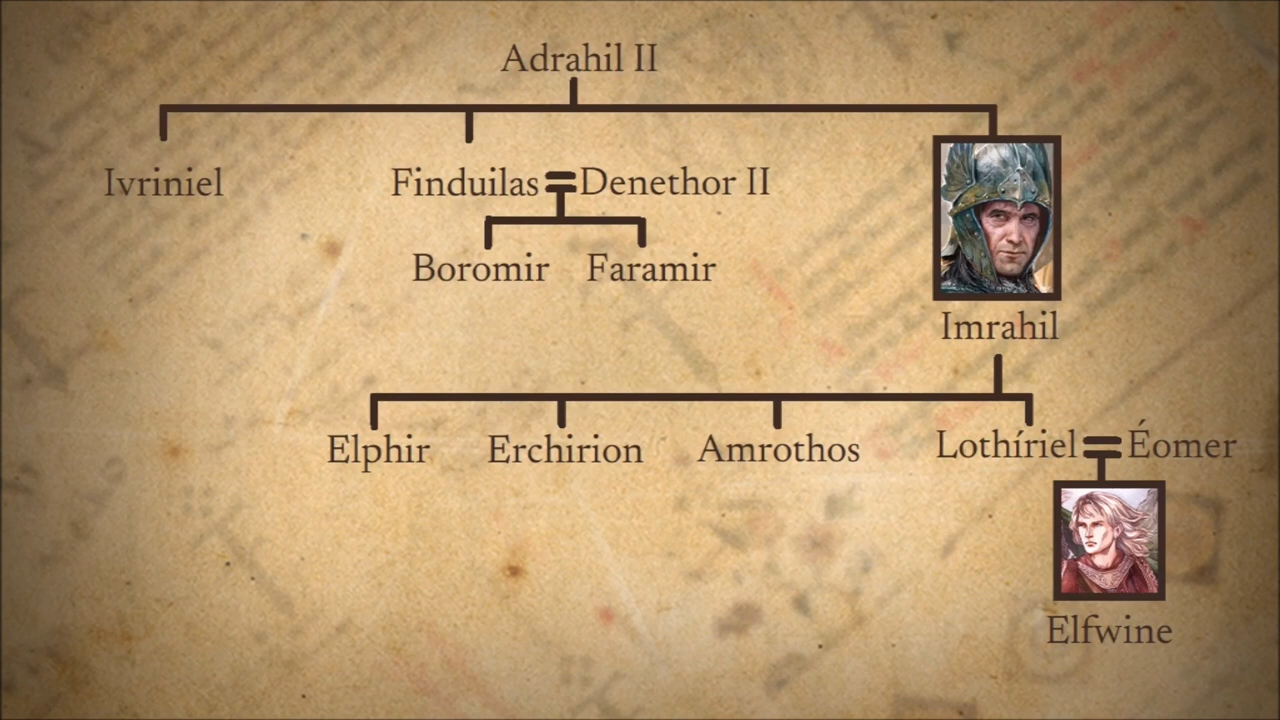 Adrahil II
Ivriniel
Finduilas = Denethor II
Boromir Faramir
Imrahil
Elphir Erchirion Amrothos Lothíriel = Éomer
Elfwine